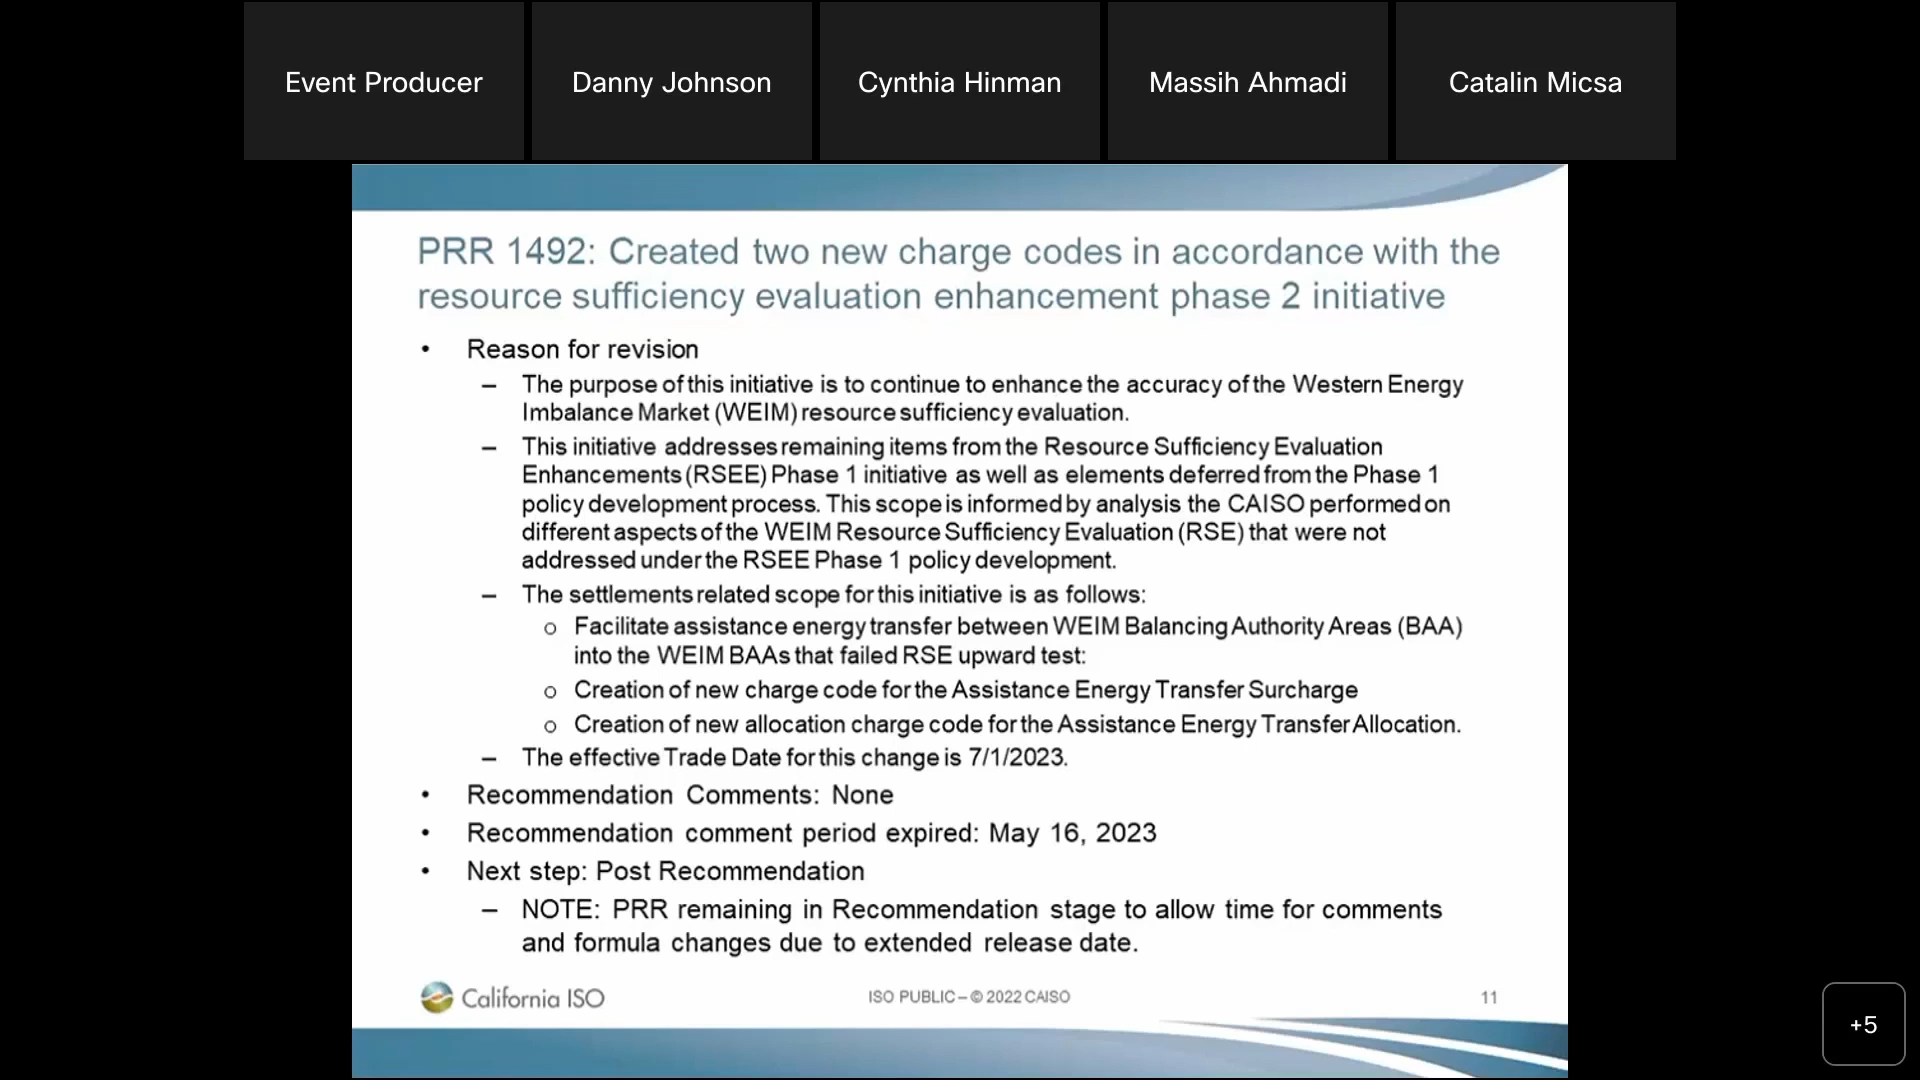 Event Producer
Danny Johnson
Cynthia Hinman
Massih Ahmadi
Catalin Micsa
PRR 1492: Created two new charge codes in accordance with the
resource sufficiency evaluation enhancement phase 2 initiative
• Reason for revision
– The purpose of this initiative is to continue to enhance the accuracy of the Western Energy
Imbalance Market (WEIM) resource sufficiency evaluation.
– This initiative addresses remaining items from the Resource Sufficiency Evaluation
Enhancements (RSEE) Phase 1 initiative as well as elements deferred from the Phase 1
policy development process. This scope is informed by analysis the CAISO performed on
different aspects of the WEIM Resource Sufficiency Evaluation (RSE) that were not
addressed under the RSEE Phase 1 policy development.
– The settlements related scope for this initiative is as follows:
o Facilitate assistance energy transfer between WEIM Balancing Authority Areas (BAA)
into the WEIM BAAs that failed RSE upward test:
o Creation of new charge code for the Assistance Energy Transfer Surcharge
o Creation of new allocation charge code for the Assistance Energy Transfer Allocation.
– The effective Trade Date for this change is 7/1/2023.
• Recommendation Comments: None
• Recommendation comment period expired: May 16, 2023
• Next step: Post Recommendation
– NOTE: PRR remaining in Recommendation stage to allow time for comments
and formula changes due to extended release date.
California ISO
ISO PUBLIC – © 2022 CAISO
11
+5